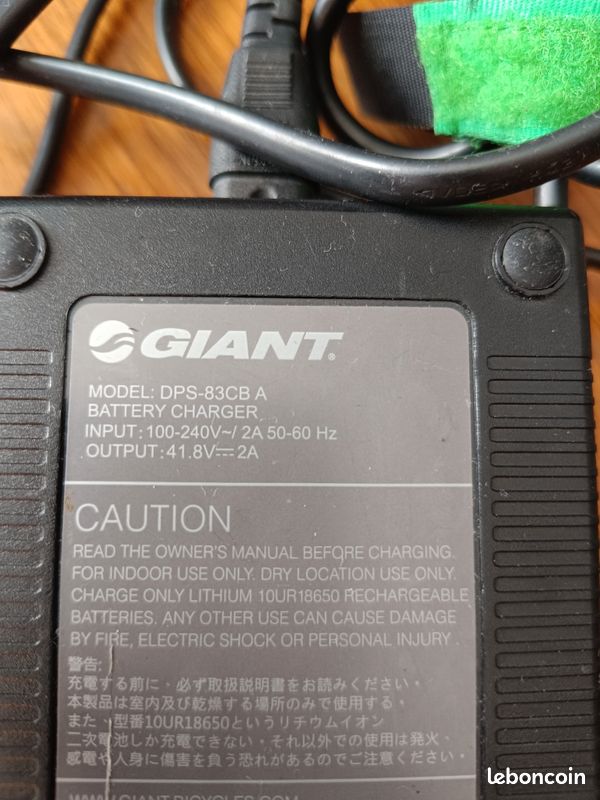 GIANT
MODEL: DPS-83CB A
BATTERY CHARGER
INPUT: 100-240V~/ 2A 50-60 Hz
OUTPUT: 41.8V⎓2A
CAUTION
READ THE OWNER'S MANUAL BEFORE CHARGING.
FOR INDOOR USE ONLY. DRY LOCATION USE ONLY.
CHARGE ONLY LITHIUM 10UR18650 RECHARGEABLE
BATTERIES. ANY OTHER USE CAN CAUSE DAMAGE
BY FIRE, ELECTRIC SHOCK OR PERSONAL INJURY.
警告:
充電する前に、必ず取扱説明書をお読みください。
本製品は室内及び乾燥する場所のみで使用する。
また、型番10UR18650というリチウムイオン
二次電池しか充電できない。それ以外での使用は発火、
感電や人身に傷害を負う恐れがあるのでご注意ください。
WWW.GIANT-BICYCLES.COM
leboncoin